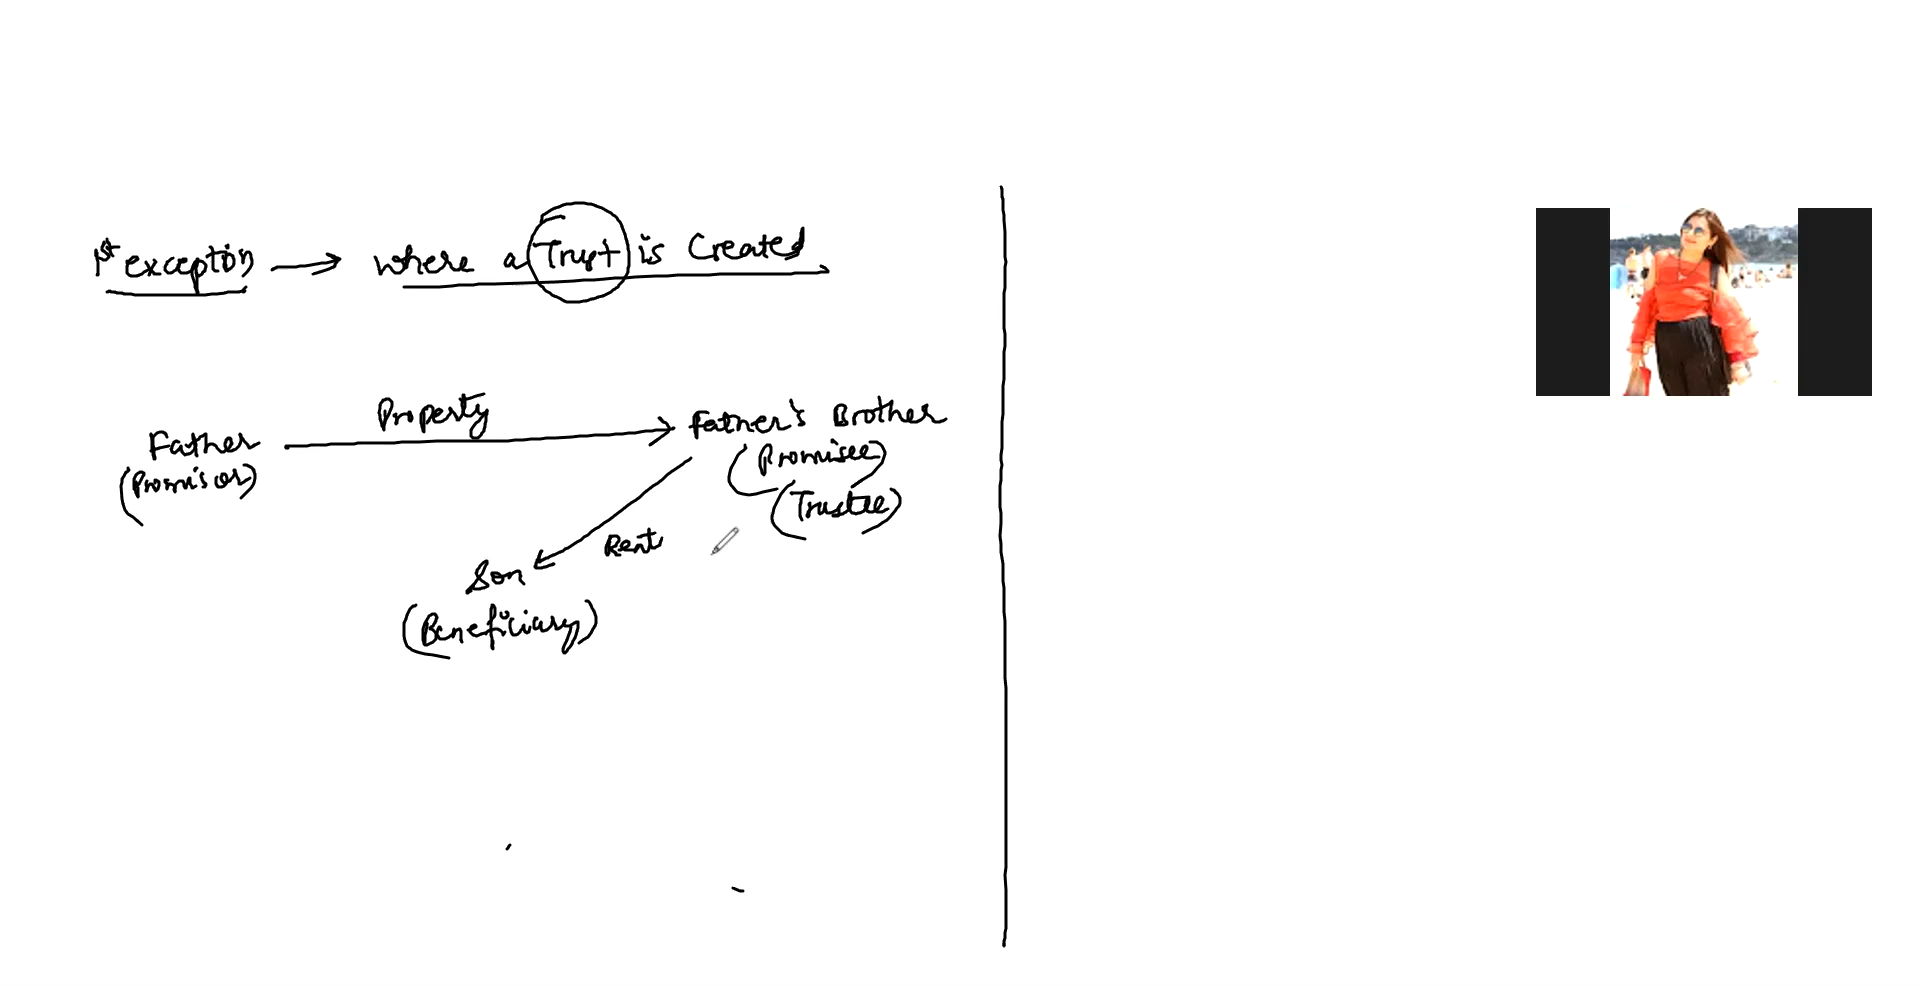 1st exception → where a Trust is Created
Property
Father
(Promisor)
Father's Brother
(Promisee)
(Trustee)
Rent
Son
(Beneficiary)